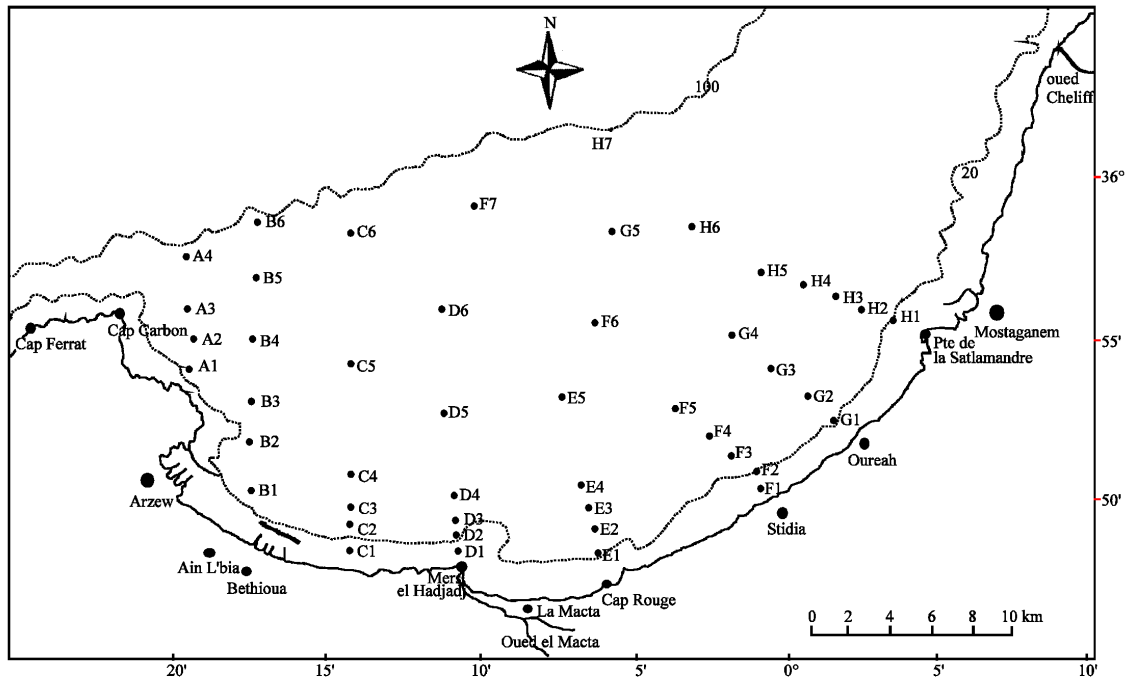 N
100
oued
Cheliff
H7
20
36°
F7
B6
C6
G5
H6
A4
B5
H5
H4
H3
A3
D6
H2
H1
Cap Carbon
F6
Mostaganem
Cap Ferrat
A2
B4
G4
Pte de
la Satlamandre
55'
A1
C5
G3
B3
E5
G2
D5
F5
G1
F4
B2
F3
Oureah
F2
C4
E4
F1
B1
D4
50'
Arzew
C3
E3
Stidia
D3
C2
E2
D2
C1
D1
E1
Ain L'bia
Mers
el Hadjadj
Bethioua
Cap Rouge
La Macta
0 2 4 6 8 10 km
Oued el Macta
20' 15' 10' 5' 0° 5' 10'